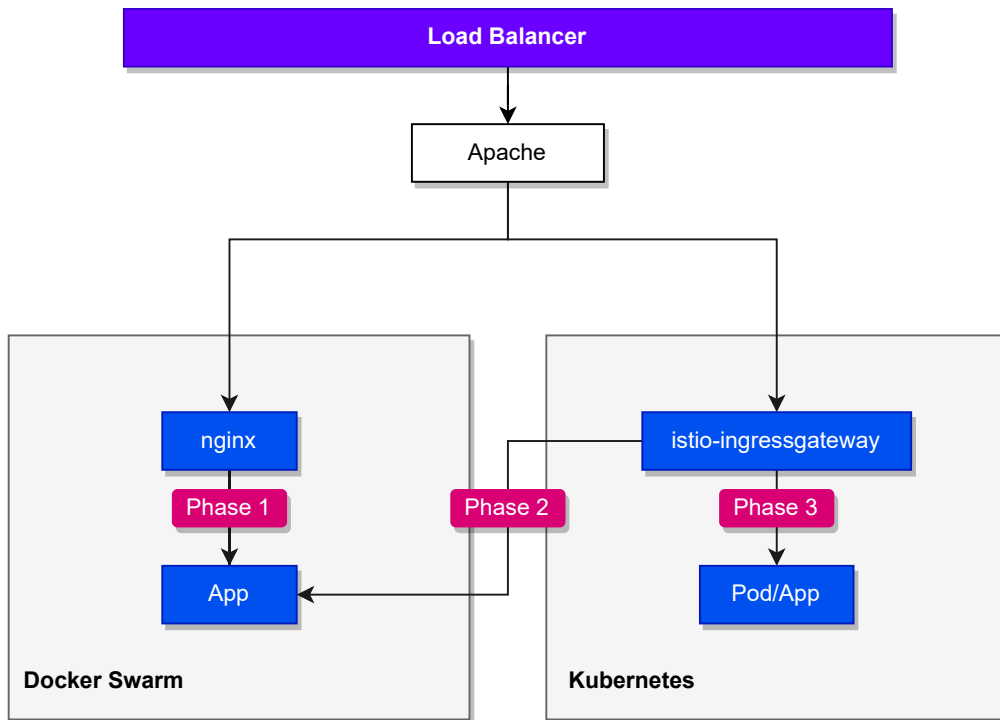 Load Balancer
Apache
nginx
istio-ingressgateway
Phase 1
Phase 2
Phase 3
App
Pod/App
Docker Swarm
Kubernetes